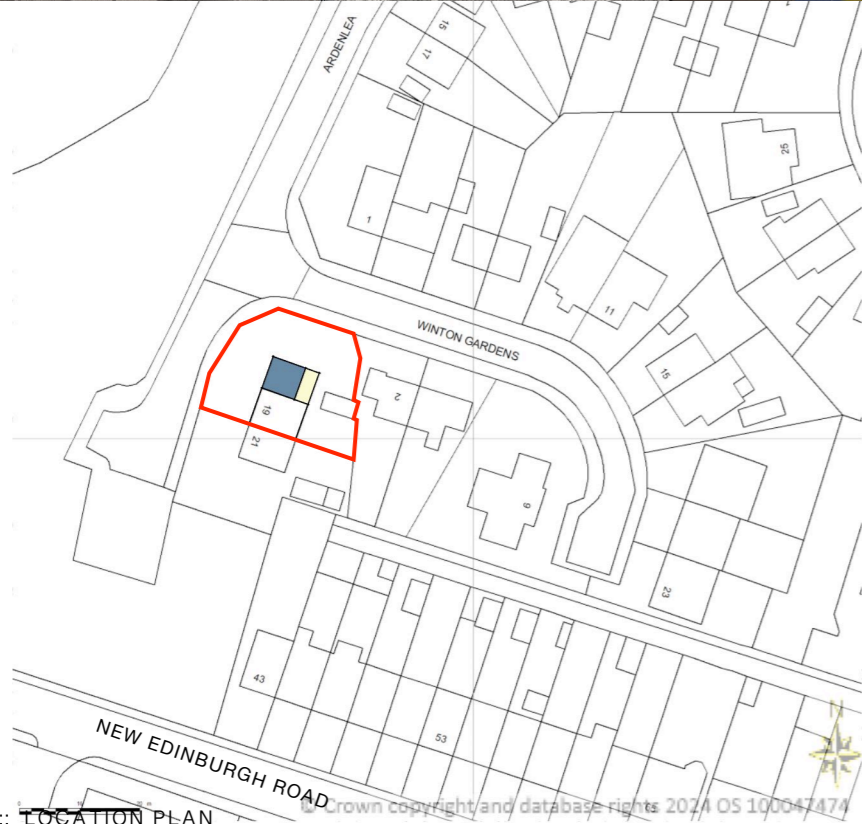 ARDENLEA
15
17
25
1
11
WINTON GARDENS
15
2
19
21
9
23
43
53
NEW EDINBURGH ROAD
65
N
© Crown copyright and database rights 2024 OS 100047474
LOCATION PLAN